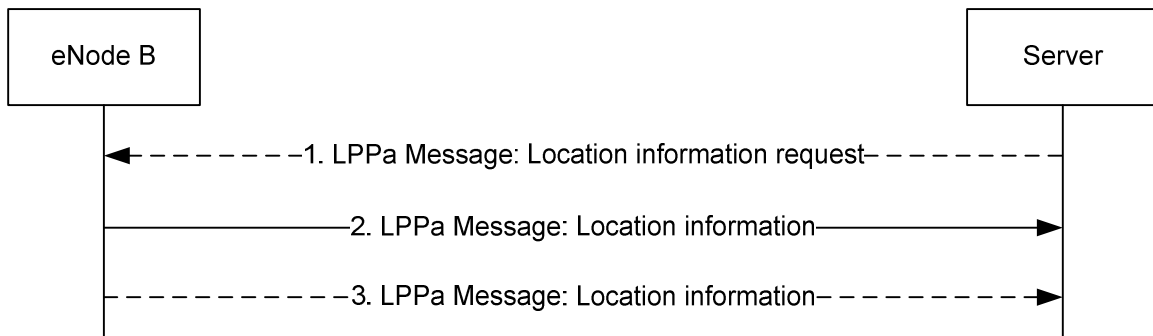 eNode B
Server
1. LPPa Message: Location information request
2. LPPa Message: Location information
3. LPPa Message: Location information